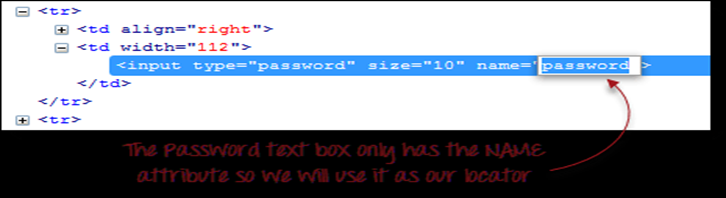 <tr>
<td align="right">
<td width="112">
<input type="password" size="10" name="password">
</td>
</tr>
<tr>
The Password text box only has the NAME
attribute so we will use it as our locator